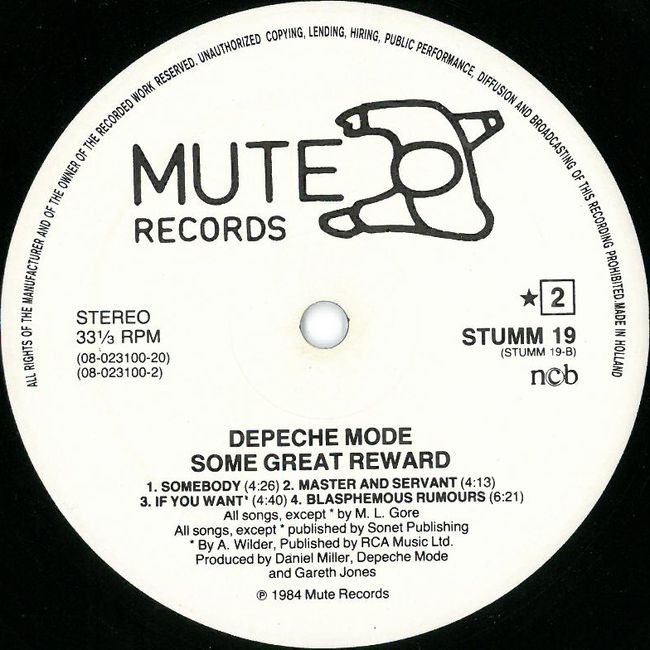 ALL RIGHTS OF THE MANUFACTURER AND OF THE OWNER OF THE RECORDED WORK RESERVED. UNAUTHORIZED COPYING, LENDING, HIRING, PUBLIC PERFORMANCE, DIFFUSION AND BROADCASTING OF THIS RECORDING PROHIBITED. MADE IN HOLLAND
MUTE
RECORDS
STEREO
33⅓ RPM
(08-023100-20)
(08-023100-2)
★ 2
STUMM 19
(STUMM 19-B)
ncb
DEPECHE MODE
SOME GREAT REWARD
1. SOMEBODY (4:26) 2. MASTER AND SERVANT (4:13)
3. IF YOU WANT* (4:40) 4. BLASPHEMOUS RUMOURS (6:21)
All songs, except * by M. L. Gore
All songs, except * published by Sonet Publishing
* By A. Wilder, Published by RCA Music Ltd.
Produced by Daniel Miller, Depeche Mode
and Gareth Jones
℗ 1984 Mute Records